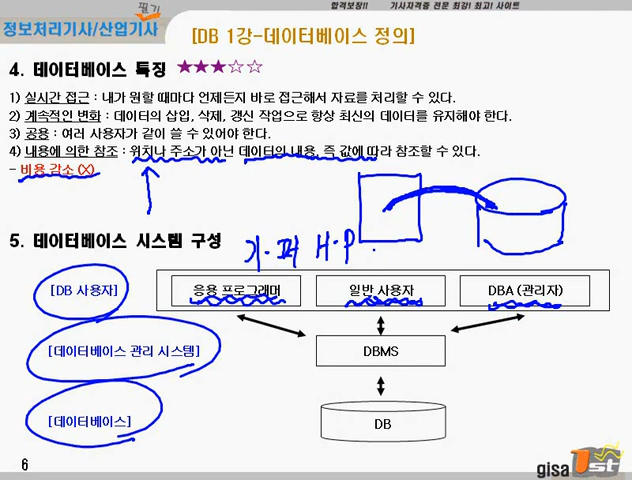 합격보장!! 기사자격증 전문 최강! 최고! 사이트
필기
정보처리기사/산업기사
[DB 1강-데이터베이스 정의]
4. 데이터베이스 특징 ★★★☆☆
1) 실시간 접근 : 내가 원할 때마다 언제든지 바로 접근해서 자료를 처리할 수 있다.
2) 계속적인 변화 : 데이터의 삽입, 삭제, 갱신 작업으로 항상 최신의 데이터를 유지해야 한다.
3) 공용 : 여러 사용자가 같이 쓸 수 있어야 한다.
4) 내용에 의한 참조 : 위치나 주소가 아닌 데이터의 내용, 즉 값에 따라 참조할 수 있다.
- 비용 감소(X)
5. 데이터베이스 시스템 구성
H·P
[DB 사용자]
응용 프로그래머
일반 사용자
DBA (관리자)
[데이터베이스 관리 시스템]
DBMS
[데이터베이스]
DB
6
gisa 1st